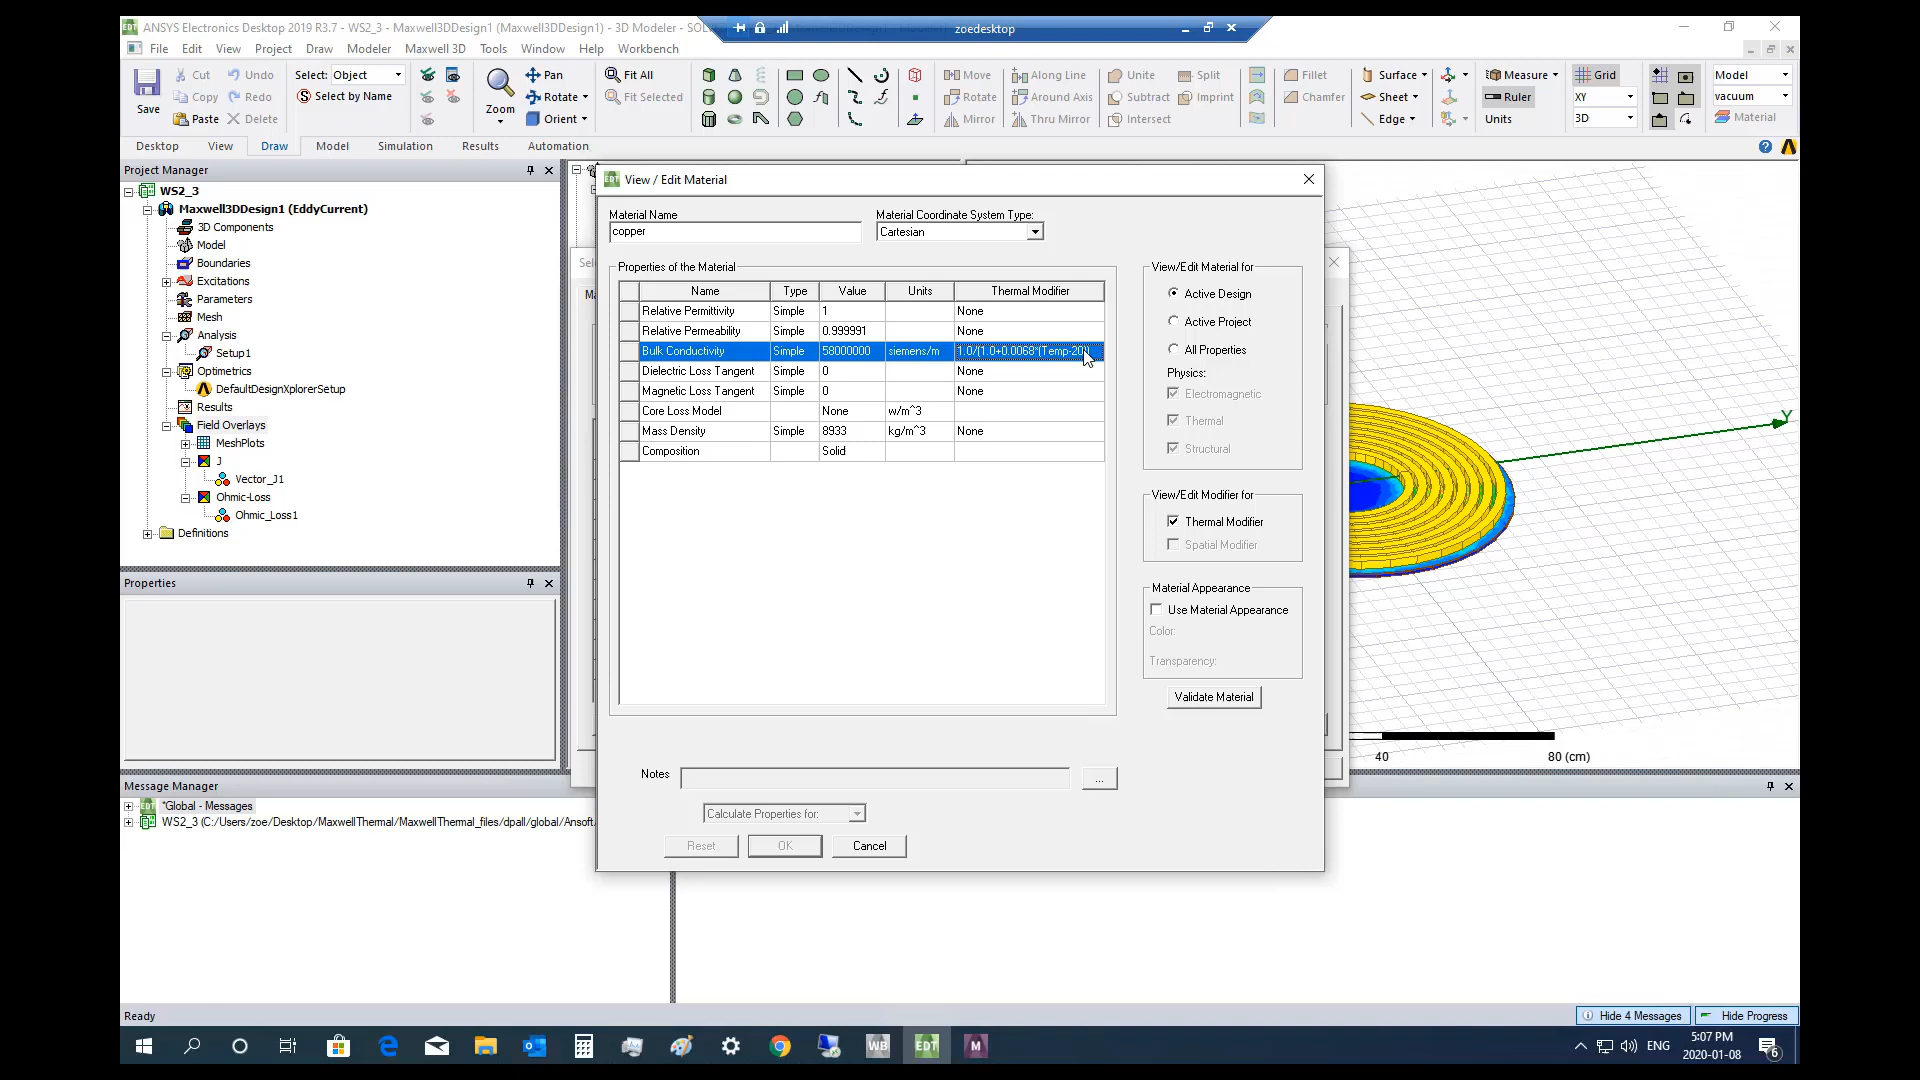 ANSYS Electronics Desktop 2019 R3.7 - WS2_3 - Maxwell3DDesign1 (MaxwellThermal) - 3D Modeler - SOL
zoedesktop
File Edit View Project Draw Modeler Maxwell 3D Tools Window Help Workbench
Save
Cut
Copy
Paste
Undo
Redo
Delete
Select: Object
Select by Name
Zoom
Pan
Rotate
Orient
Fit All
Fit Selected
Move
Rotate
Mirror
Along Line
Around Axis
Thru Mirror
Unite
Subtract
Intersect
Split
Imprint
Fillet
Chamfer
Surface
Sheet
Edge
Measure
Ruler
Units
Grid
XY
3D
Model
vacuum
Material
Desktop View Draw Model Simulation Results Automation
Project Manager
WS2_3
Maxwell3DDesign1 (EddyCurrent)
3D Components
Model
Boundaries
Excitations
Parameters
Mesh
Analysis
Setup1
Optimetrics
DefaultDesignXplorerSetup
Results
Field Overlays
MeshPlots
J
Vector_J1
Ohmic-Loss
Ohmic_Loss1
Definitions
Properties
View / Edit Material
Material Name
copper
Material Coordinate System Type:
Cartesian
Properties of the Material
Name Type Value Units Thermal Modifier
Relative Permittivity Simple 1 None
Relative Permeability Simple 0.999991 None
Bulk Conductivity Simple 58000000 siemens/m 1.0/(1.0+0.0068*(Temp-20))
Dielectric Loss Tangent Simple 0 None
Magnetic Loss Tangent Simple 0 None
Core Loss Model None w/m^3
Mass Density Simple 8933 kg/m^3 None
Composition Solid
View/Edit Material for
Active Design
Active Project
All Properties
Physics:
Electromagnetic
Thermal
Structural
View/Edit Modifier for
Thermal Modifier
Spatial Modifier
Material Appearance
Use Material Appearance
Color:
Transparency:
Validate Material
Notes
...
Calculate Properties for:
Reset OK Cancel
Y
40 80 (cm)
Message Manager
*Global - Messages
WS2_3 (C:/Users/zoe/Desktop/MaxwellThermal/MaxwellThermal_files/dpall/global/Ansoft/
Ready
Hide 4 Messages Hide Progress
WB EDT M
ENG
5:07 PM
2020-01-08
6